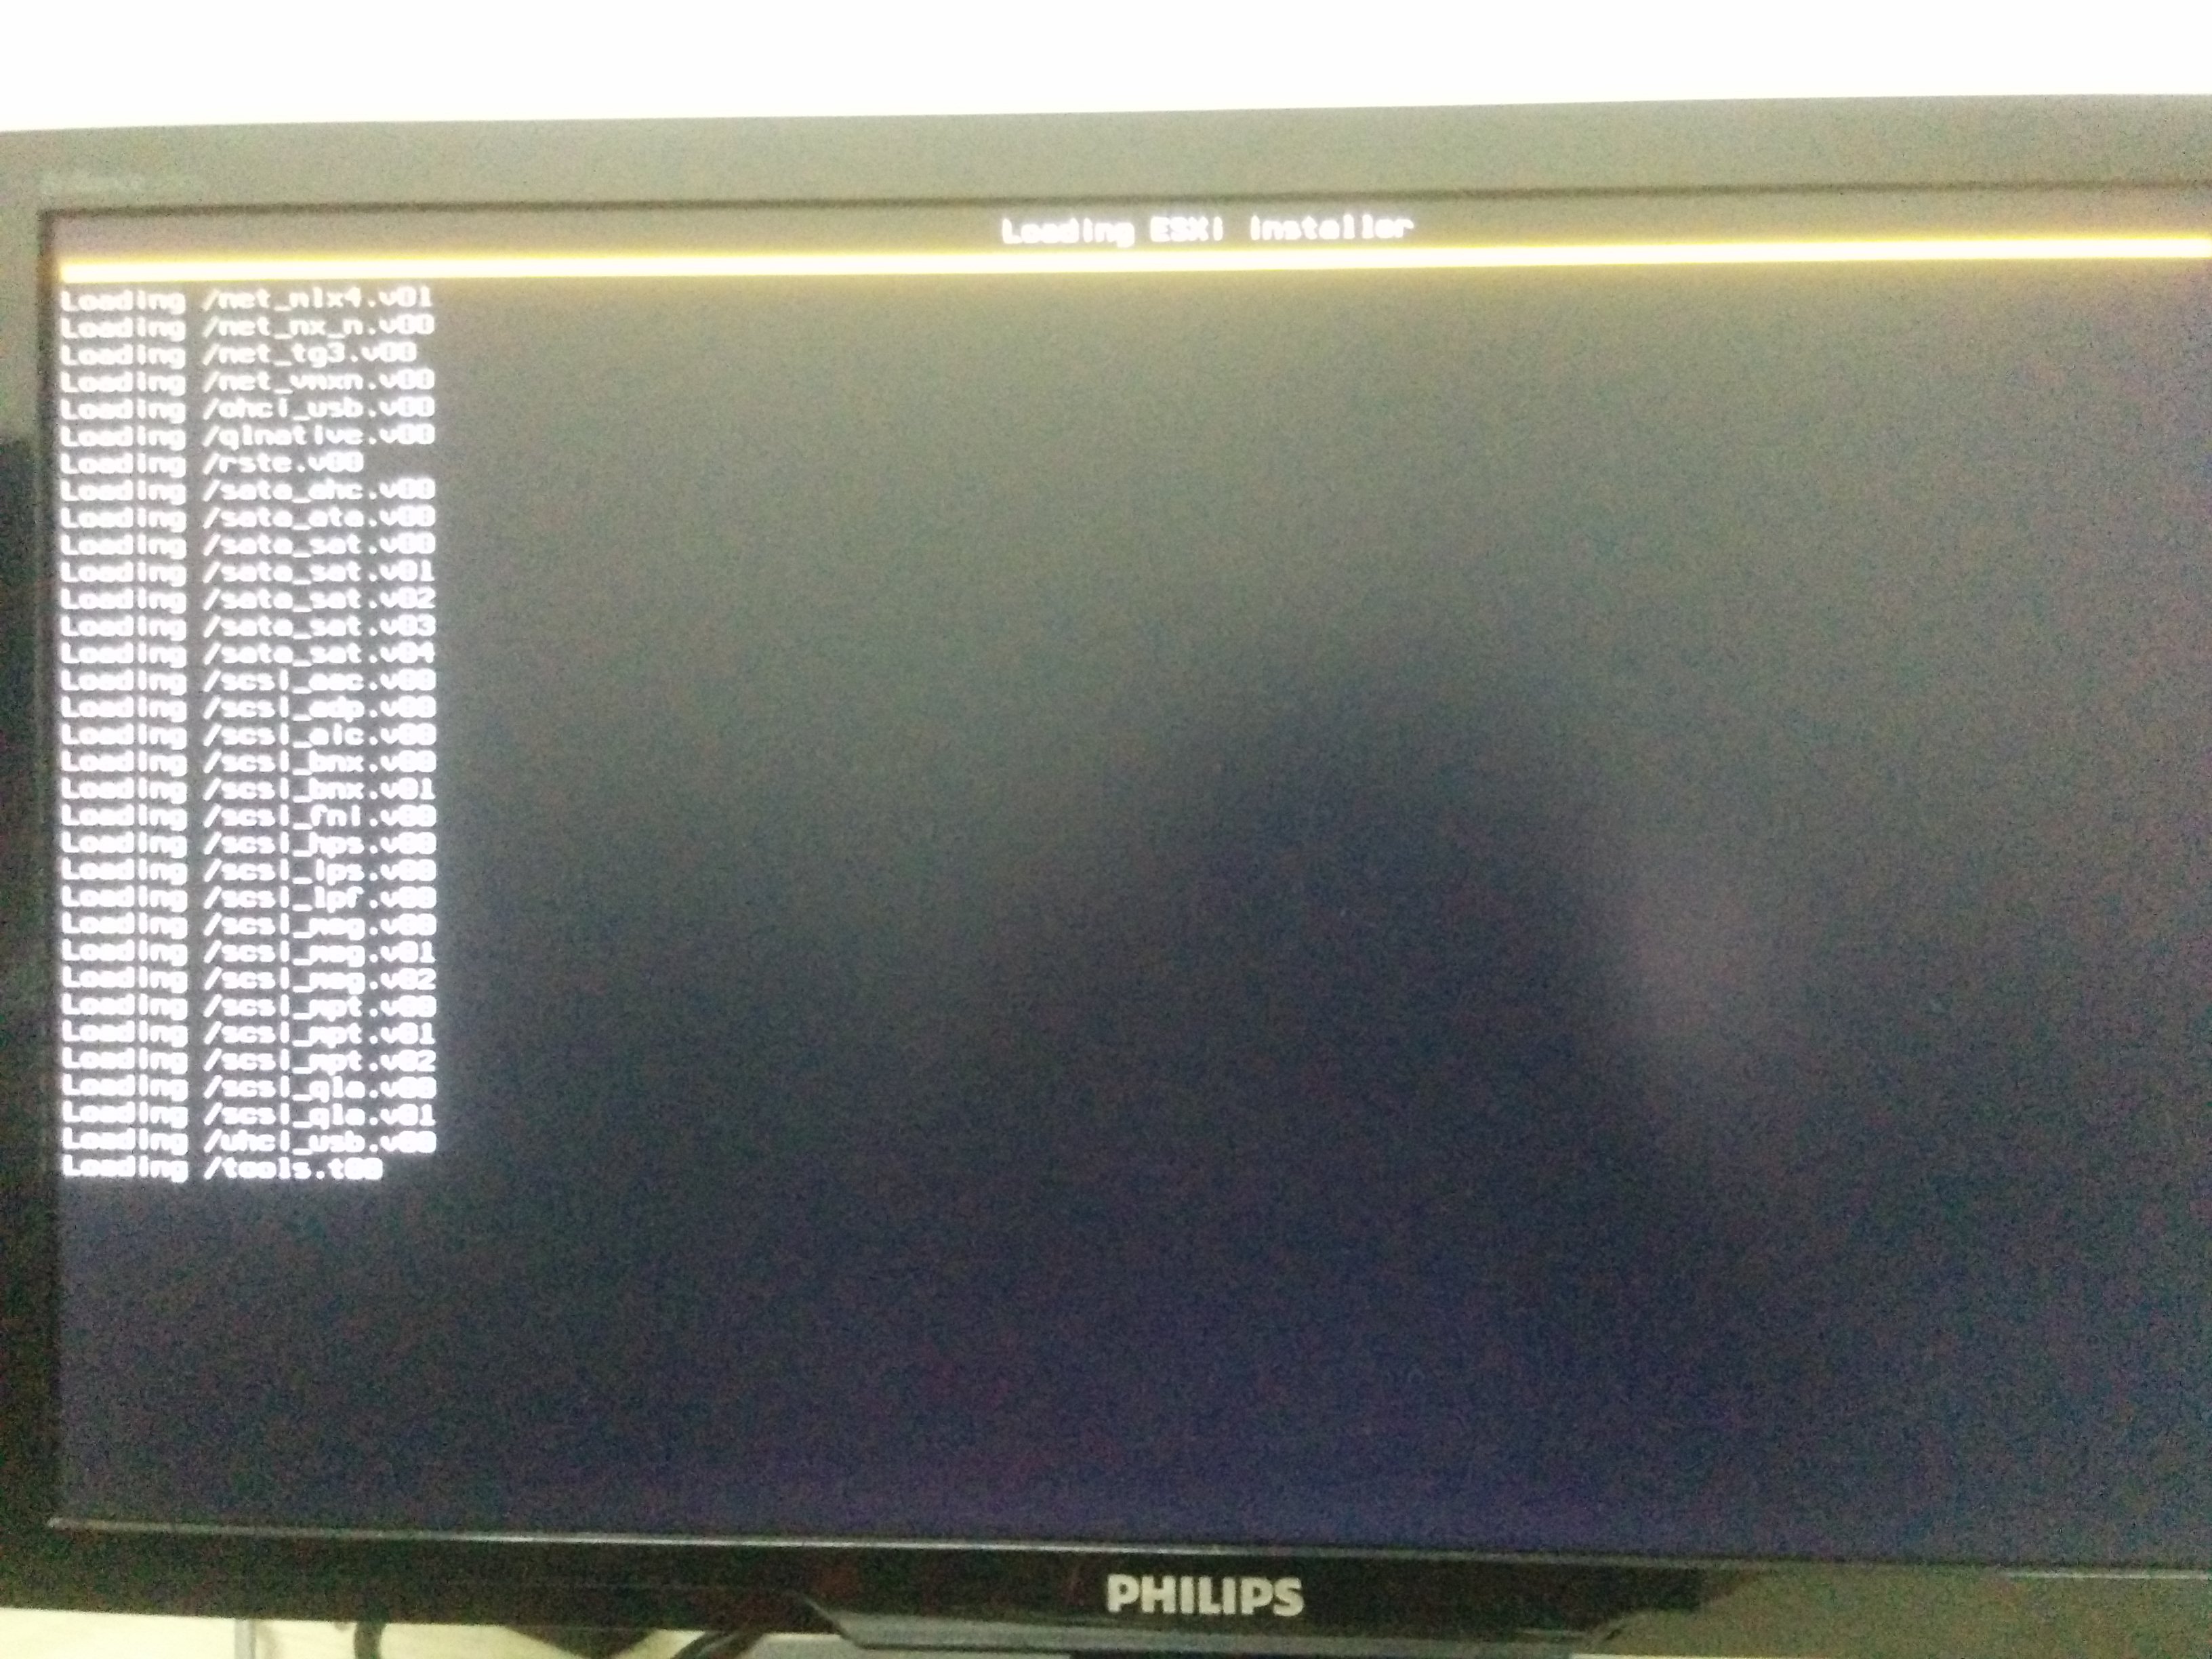 Loading ESXi installer
Loading /net_mlx4.v01
Loading /net_nx_n.v00
Loading /net_tg3.v00
Loading /net_vmxn.v00
Loading /ohci_usb.v00
Loading /qlnative.v00
Loading /rste.v00
Loading /sata_ahc.v00
Loading /sata_ata.v00
Loading /sata_sat.v00
Loading /sata_sat.v01
Loading /sata_sat.v02
Loading /sata_sat.v03
Loading /sata_sat.v04
Loading /scsi_aac.v00
Loading /scsi_adp.v00
Loading /scsi_aic.v00
Loading /scsi_bnx.v00
Loading /scsi_bnx.v01
Loading /scsi_fni.v00
Loading /scsi_hps.v00
Loading /scsi_ips.v00
Loading /scsi_lpf.v00
Loading /scsi_meg.v00
Loading /scsi_meg.v01
Loading /scsi_meg.v02
Loading /scsi_mpt.v00
Loading /scsi_mpt.v01
Loading /scsi_mpt.v02
Loading /scsi_qla.v00
Loading /scsi_qla.v01
Loading /uhci_usb.v00
Loading /tools.t00
PHILIPS